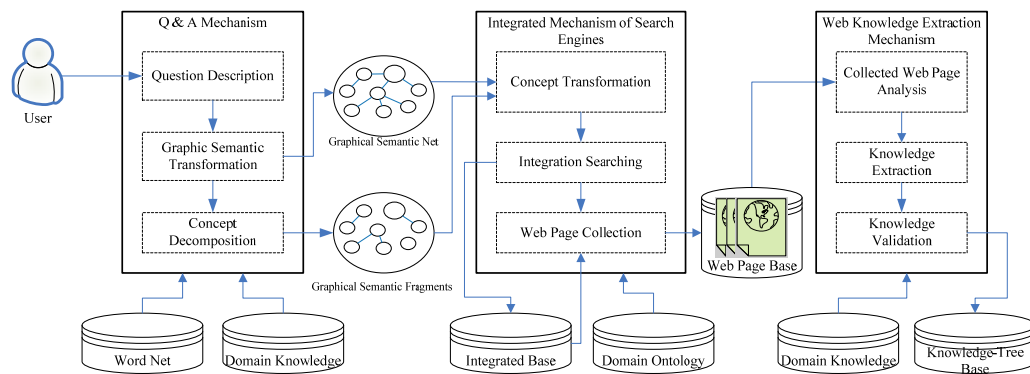 Q & A Mechanism
Integrated Mechanism of Search
Engines
Web Knowledge Extraction
Mechanism
User
Question Description
Graphic Semantic
Transformation
Concept
Decomposition
Graphical Semantic Net
Graphical Semantic Fragments
Concept Transformation
Integration Searching
Web Page Collection
Web Page Base
Collected Web Page
Analysis
Knowledge
Extraction
Knowledge
Validation
Word Net
Domain Knowledge
Integrated Base
Domain Ontology
Domain Knowledge
Knowledge-Tree
Base